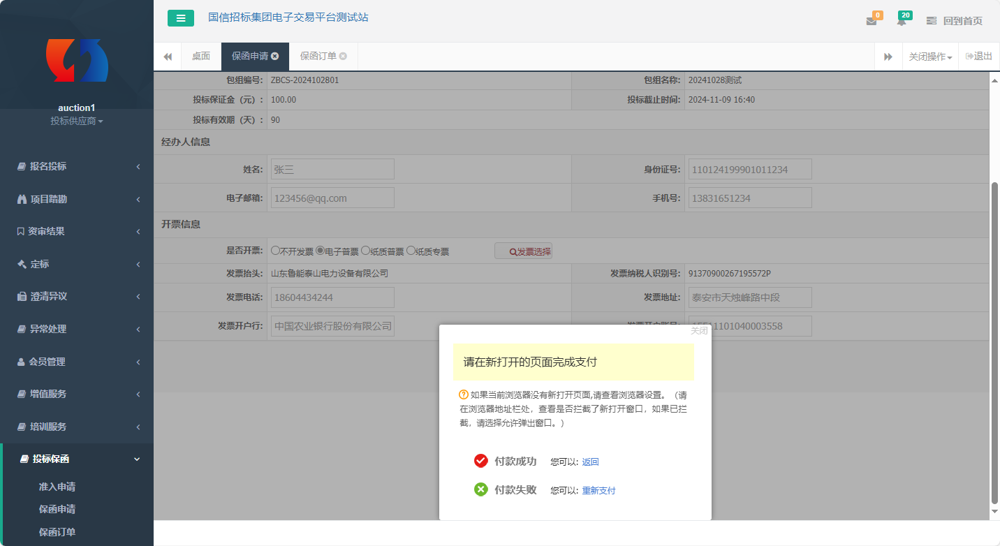 国信招标集团电子交易平台测试站
0
20
回到首页
桌面
保函申请
保函订单
关闭操作
退出
auction1
投标供应商
报名投标
项目踏勘
资审结果
定标
澄清异议
异常处理
会员管理
增值服务
培训服务
投标保函
准入申请
保函申请
保函订单
包组编号: ZBCS-2024102801 包组名称: 20241028测试
投标保证金（元）: 100.00 投标截止时间: 2024-11-09 16:40
投标有效期（天）: 90
经办人信息
姓名: 张三 身份证号: 110124199901011234
电子邮箱: 123456@qq.com 手机号: 13831651234
开票信息
是否开票: 不开发票 电子普票 纸质普票 纸质专票 发票选择
发票抬头: 山东鲁能泰山电力设备有限公司 发票纳税人识别号: 91370900267195572P
发票电话: 18604434244 发票地址: 泰安市天烛峰路中段
发票开户行: 中国农业银行股份有限公司 发票开户账号: 11101040003558
关闭
请在新打开的页面完成支付
如果当前浏览器没有新打开页面,请查看浏览器设置。（请
在浏览器地址栏处，查看是否拦截了新打开窗口，如果已拦
截，请选择允许弹出窗口。）
付款成功 您可以: 返回
付款失败 您可以: 重新支付